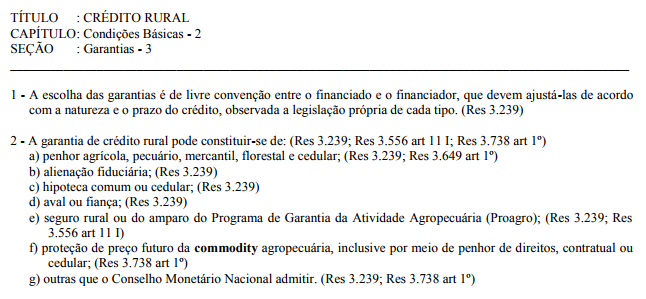 TÍTULO : CRÉDITO RURAL
CAPÍTULO: Condições Básicas - 2
SEÇÃO : Garantias - 3
1 - A escolha das garantias é de livre convenção entre o financiado e o financiador, que devem ajustá-las de acordo
com a natureza e o prazo do crédito, observada a legislação própria de cada tipo. (Res 3.239)
2 - A garantia de crédito rural pode constituir-se de: (Res 3.239; Res 3.556 art 11 I; Res 3.738 art 1º)
a) penhor agrícola, pecuário, mercantil, florestal e cedular; (Res 3.239; Res 3.649 art 1º)
b) alienação fiduciária; (Res 3.239)
c) hipoteca comum ou cedular; (Res 3.239)
d) aval ou fiança; (Res 3.239)
e) seguro rural ou do amparo do Programa de Garantia da Atividade Agropecuária (Proagro); (Res 3.239; Res
3.556 art 11 I)
f) proteção de preço futuro da commodity agropecuária, inclusive por meio de penhor de direitos, contratual ou
cedular; (Res 3.738 art 1º)
g) outras que o Conselho Monetário Nacional admitir. (Res 3.239; Res 3.738 art 1º)